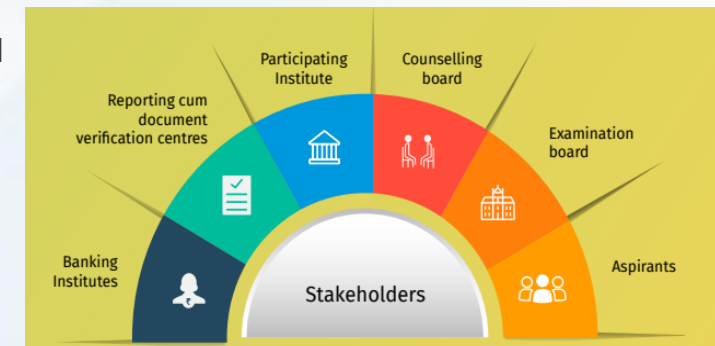 Participating
Institute
Counselling
board
Reporting cum
document
verification centres
Examination
board
Banking
Institutes
Aspirants
Stakeholders
₹